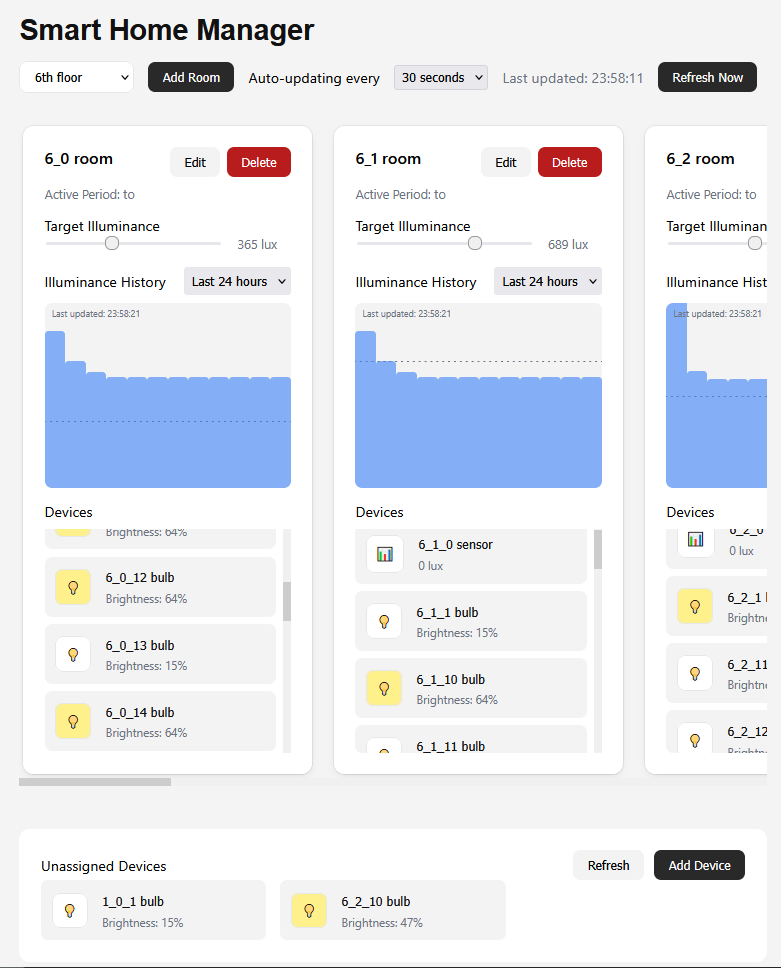 Smart Home Manager
6th floor Add Room Auto-updating every 30 seconds Last updated: 23:58:11 Refresh Now
6_0 room Edit Delete
Active Period: to
Target Illuminance
365 lux
Illuminance History Last 24 hours
Last updated: 23:58:21
Devices
Brightness: 64%
6_0_12 bulb
Brightness: 64%
6_0_13 bulb
Brightness: 15%
6_0_14 bulb
Brightness: 64%
6_1 room Edit Delete
Active Period: to
Target Illuminance
689 lux
Illuminance History Last 24 hours
Last updated: 23:58:21
Devices
6_1_0 sensor
0 lux
6_1_1 bulb
Brightness: 15%
6_1_10 bulb
Brightness: 64%
6_1_11 bulb
6_2 room
Active Period: to
Target Illuminan
Illuminance Hist
Last updated: 23:58:21
Devices
6_2_0
0 lux
6_2_1
Brightn
6_2_11
Brightn
6_2_12
Brightn
Unassigned Devices Refresh Add Device
1_0_1 bulb
Brightness: 15%
6_2_10 bulb
Brightness: 47%